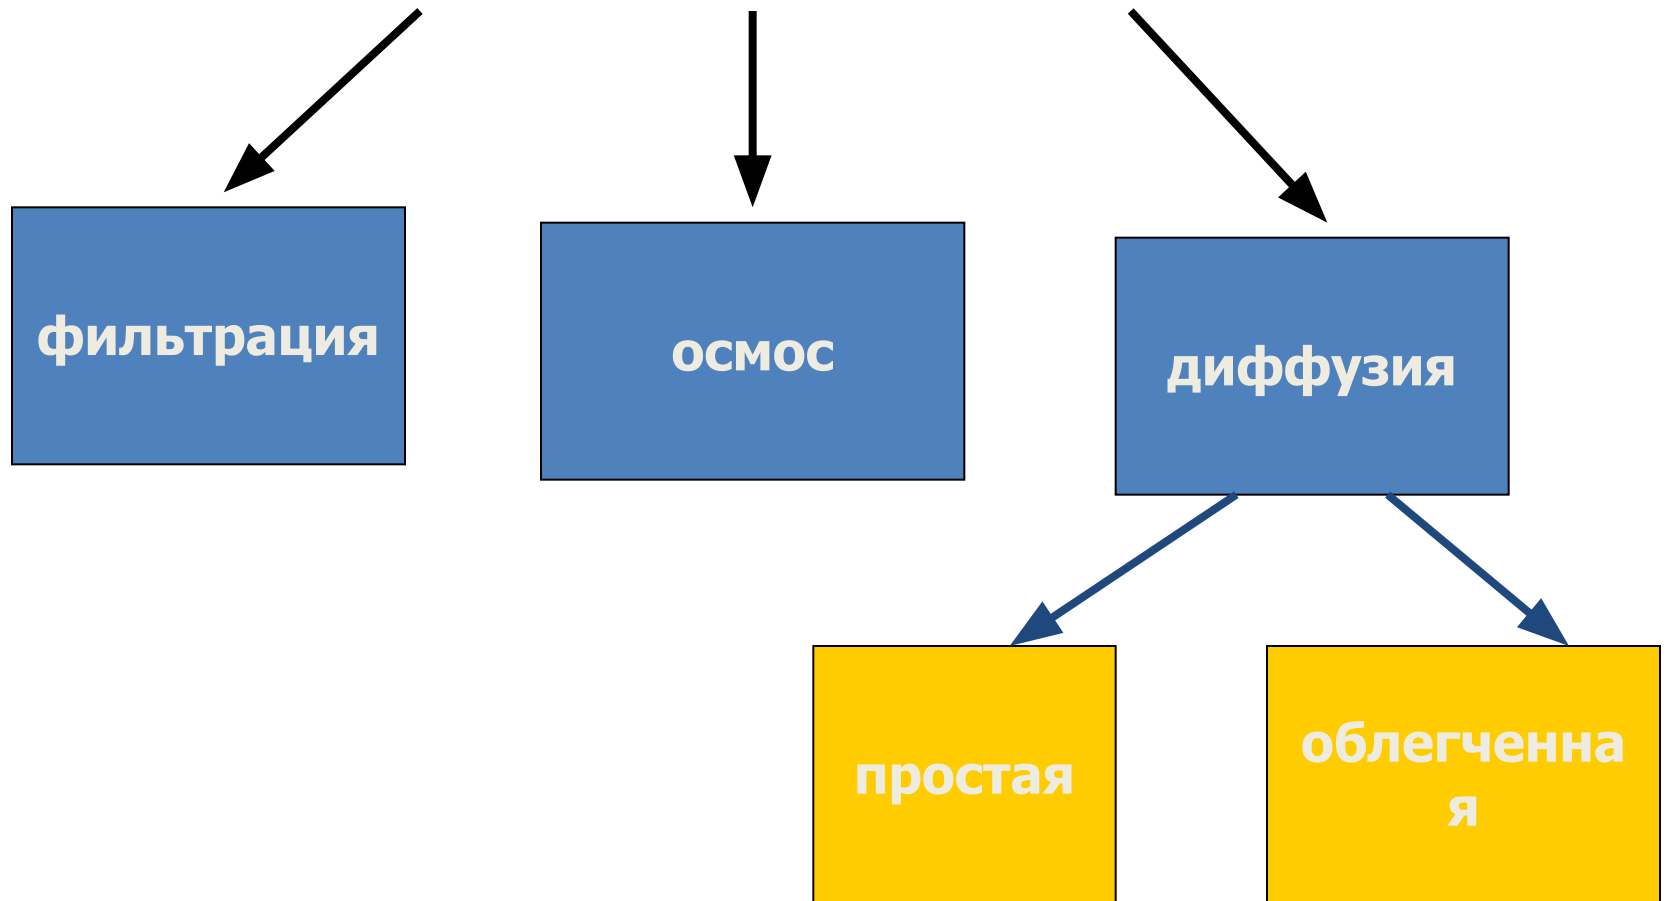 фильтрация
осмос
диффузия
простая
облегченна
я